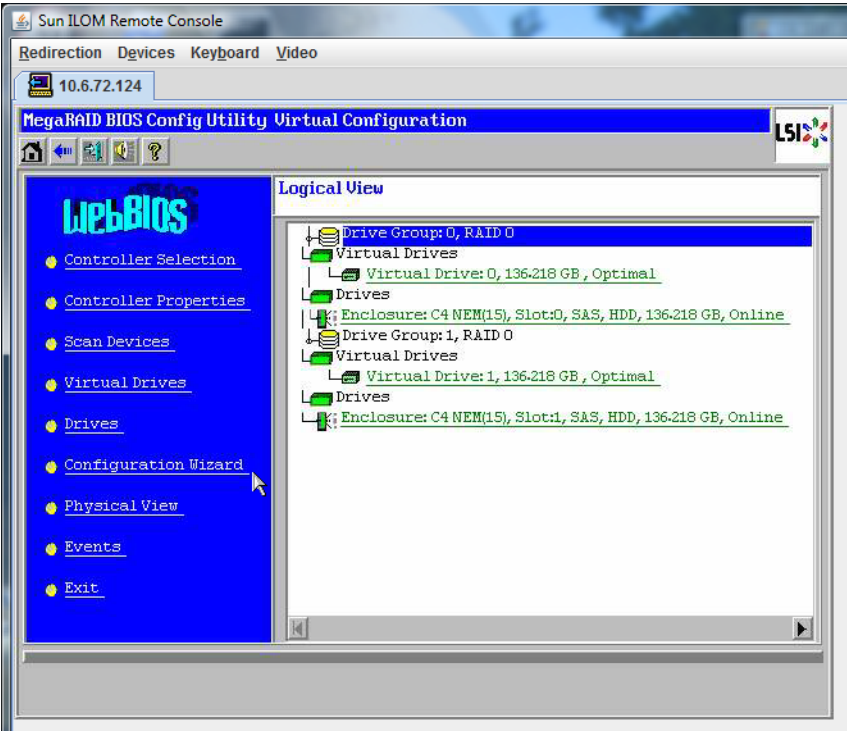 Sun ILOM Remote Console
Redirection Devices Keyboard Video
10.6.72.124
MegaRAID BIOS Config Utility Virtual Configuration
LSI
?
WebBIOS
Logical View
Controller Selection
Controller Properties
Scan Devices
Virtual Drives
Drives
Configuration Wizard
Physical View
Events
Exit
Drive Group: 0, RAID 0
Virtual Drives
Virtual Drive: 0, 136.218 GB , Optimal
Drives
Enclosure: C4 NEM(15), Slot:0, SAS, HDD, 136.218 GB, Online
Drive Group: 1, RAID 0
Virtual Drives
Virtual Drive: 1, 136.218 GB , Optimal
Drives
Enclosure: C4 NEM(15), Slot:1, SAS, HDD, 136.218 GB, Online